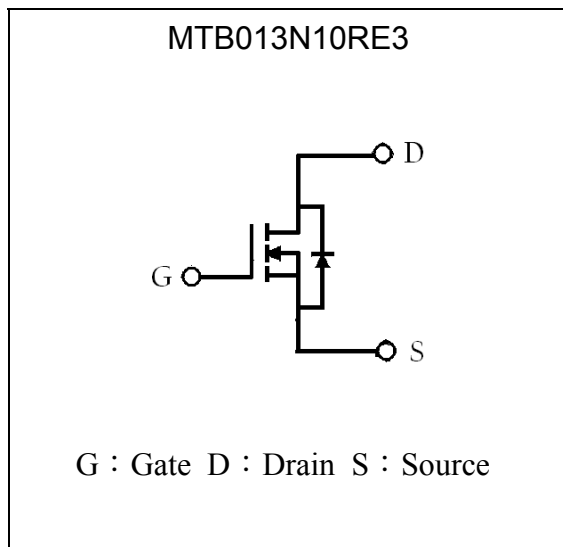 MTB013N10RE3
D
G
S
G：Gate D：Drain S：Source